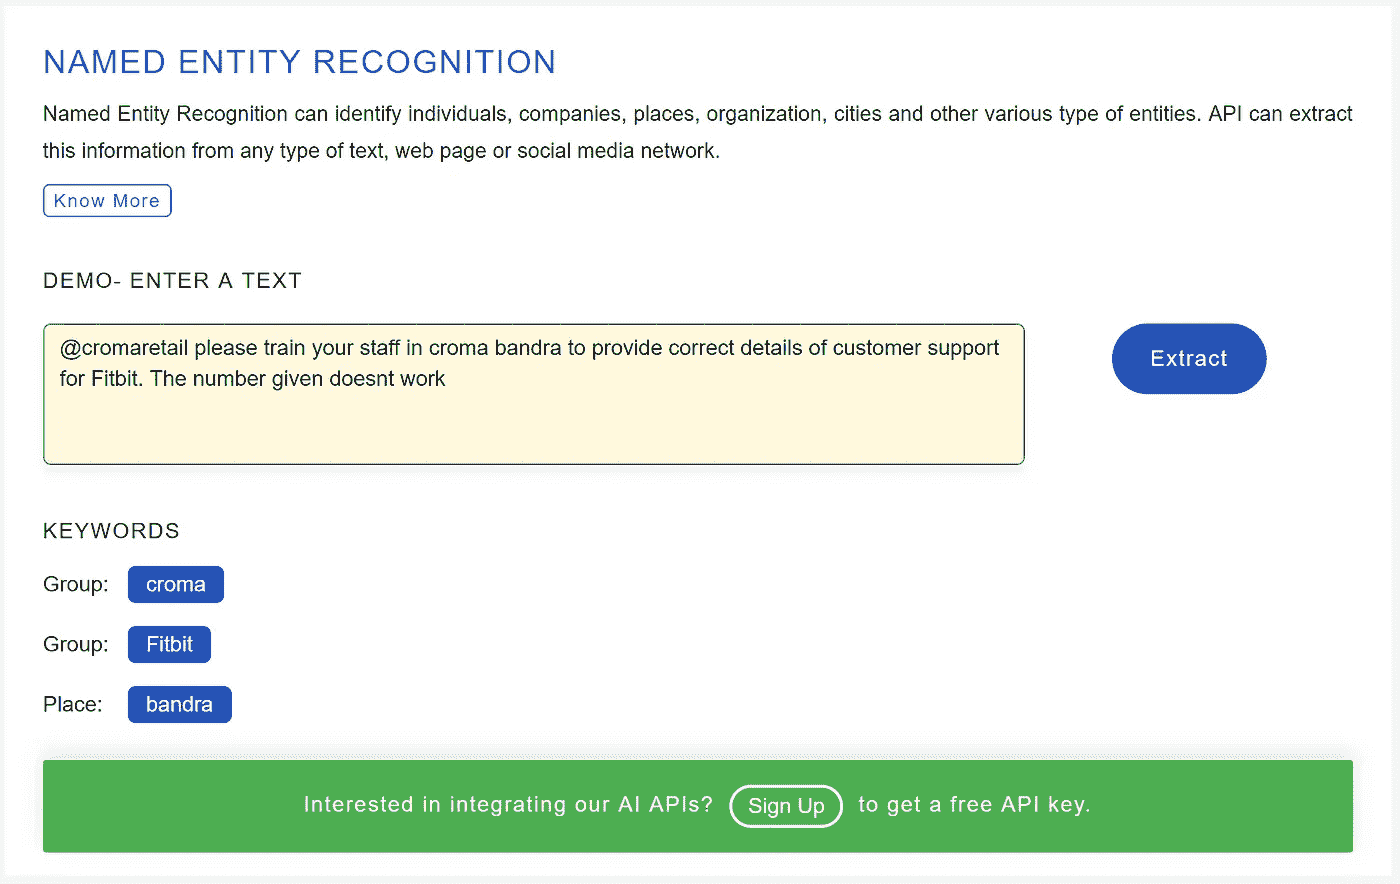 NAMED ENTITY RECOGNITION
Named Entity Recognition can identify individuals, companies, places, organization, cities and other various type of entities. API can extract
this information from any type of text, web page or social media network.
Know More
DEMO- ENTER A TEXT
@cromaretail please train your staff in croma bandra to provide correct details of customer support
for Fitbit. The number given doesnt work
Extract
KEYWORDS
Group: croma
Group: Fitbit
Place: bandra
Interested in integrating our AI APIs? Sign Up to get a free API key.